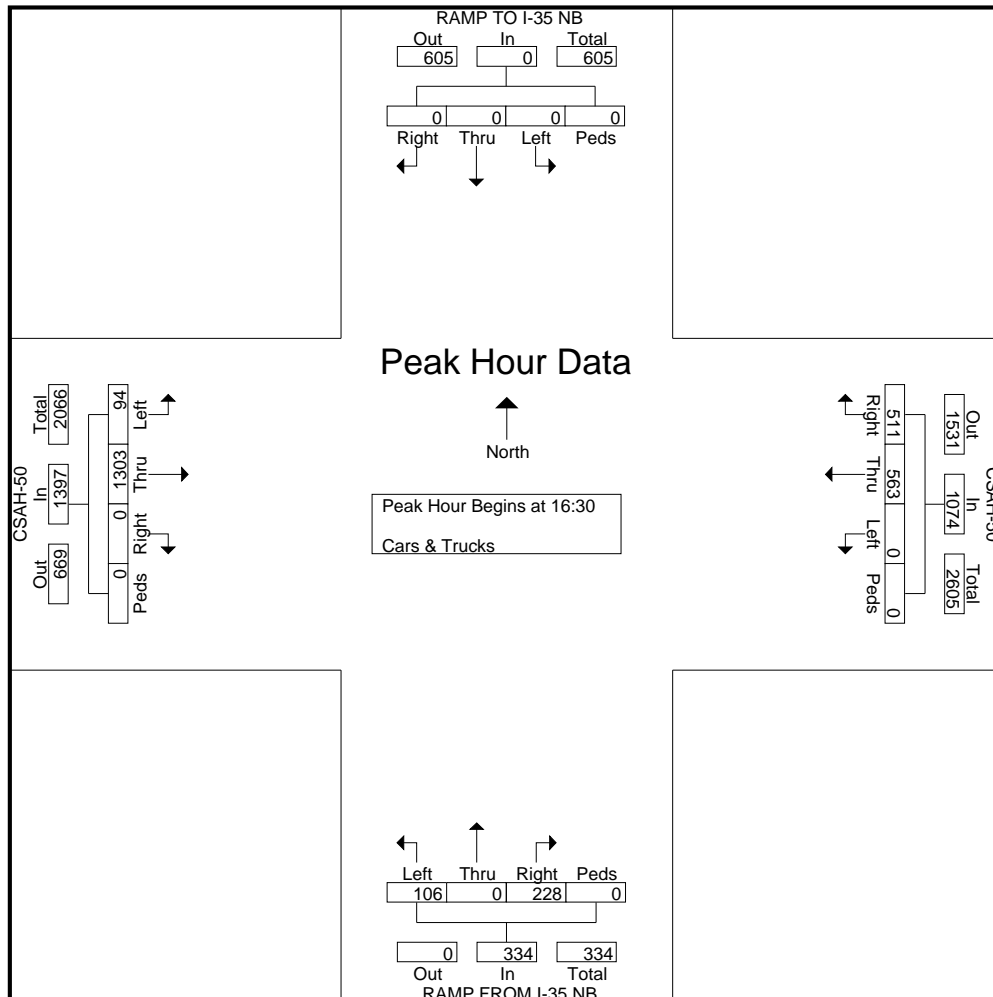 RAMP TO I-35 NB
Out In Total
605 0 605
0 0 0 0
Right Thru Left Peds
Peak Hour Data
North
Peak Hour Begins at 16:30
Cars & Trucks
CSAH-50
Total In Out
2066 1397 669
94 1303 0 0
Left Thru Right Peds
Right Thru Left Peds
511 563 0 0
Out In Total
1531 1074 2605
CSAH-50
Left Thru Right Peds
106 0 228 0
0 334 334
Out In Total
RAMP FROM I-35 NB